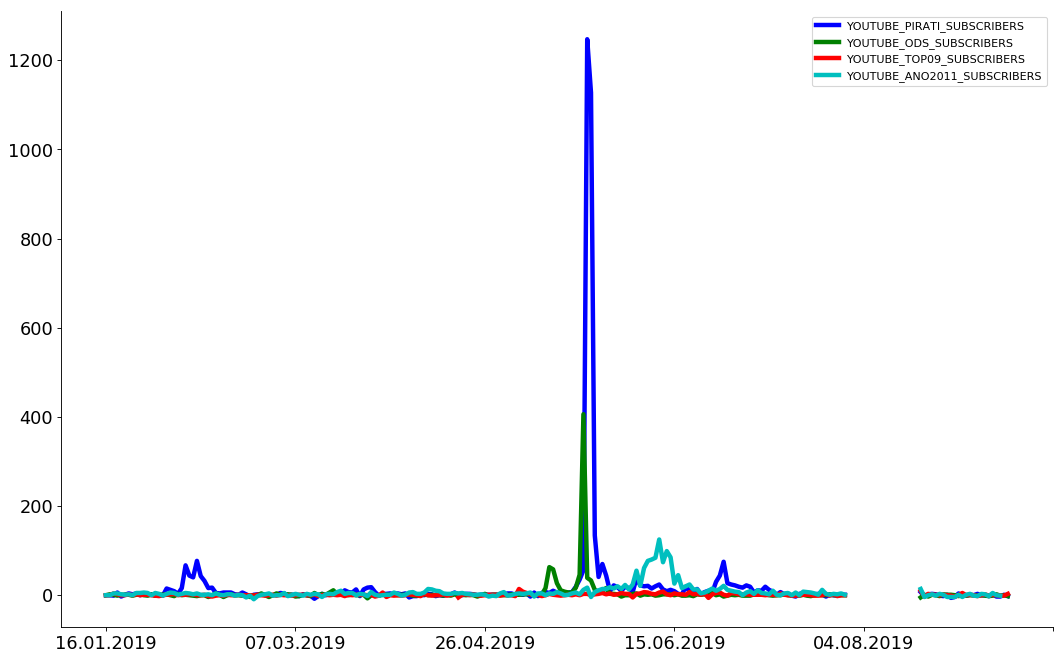 YOUTUBE_PIRATI_SUBSCRIBERS
YOUTUBE_ODS_SUBSCRIBERS
YOUTUBE_TOP09_SUBSCRIBERS
YOUTUBE_ANO2011_SUBSCRIBERS
1200
1000
800
600
400
200
0
16.01.2019 07.03.2019 26.04.2019 15.06.2019 04.08.2019